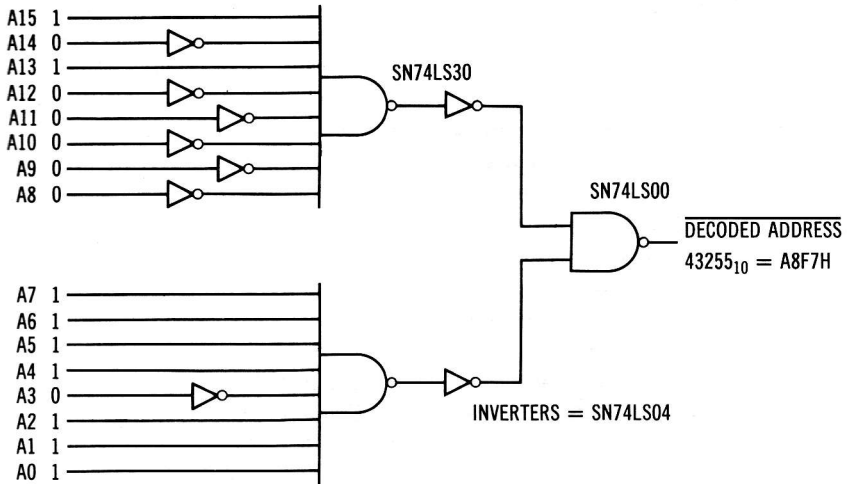 A15 1
A14 0
A13 1
A12 0
A11 0
A10 0
A9 0
A8 0
SN74LS30
SN74LS00
DECODED ADDRESS
43255₁₀ = A8F7H
A7 1
A6 1
A5 1
A4 1
A3 0
A2 1
A1 1
A0 1
INVERTERS = SN74LS04